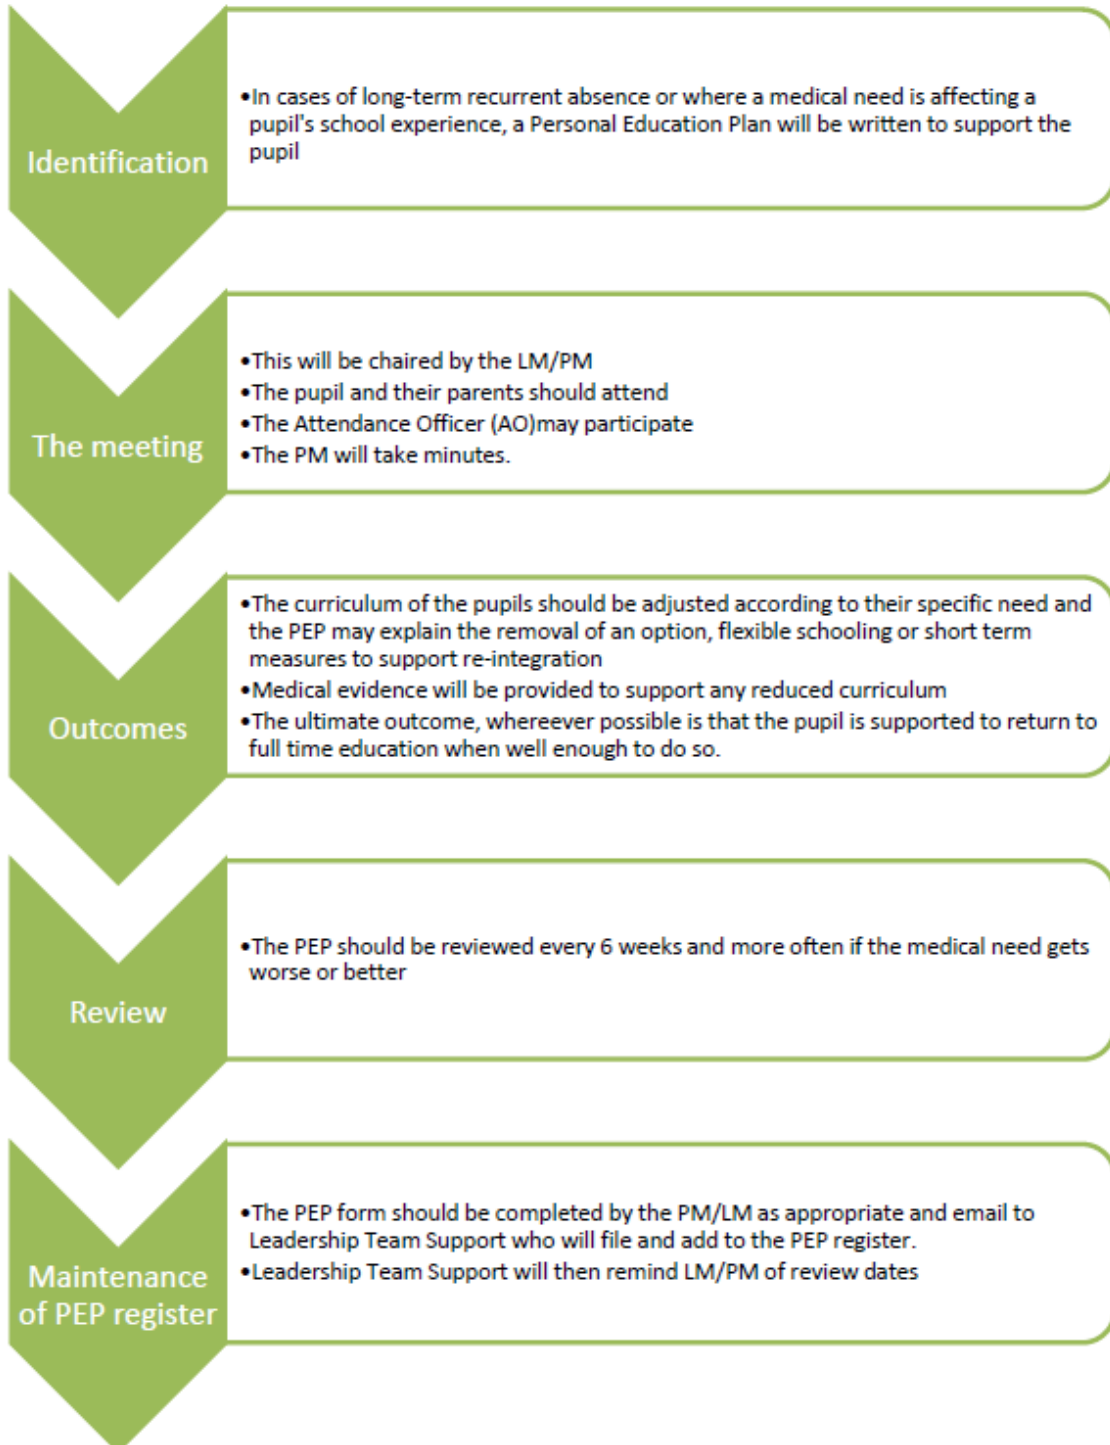 Identification
•In cases of long-term recurrent absence or where a medical need is affecting a
pupil's school experience, a Personal Education Plan will be written to support the
pupil
The meeting
•This will be chaired by the LM/PM
•The pupil and their parents should attend
•The Attendance Officer (AO)may participate
•The PM will take minutes.
Outcomes
•The curriculum of the pupils should be adjusted according to their specific need and
the PEP may explain the removal of an option, flexible schooling or short term
measures to support re-integration
•Medical evidence will be provided to support any reduced curriculum
•The ultimate outcome, whereever possible is that the pupil is supported to return to
full time education when well enough to do so.
Review
•The PEP should be reviewed every 6 weeks and more often if the medical need gets
worse or better
Maintenance
of PEP register
•The PEP form should be completed by the PM/LM as appropriate and email to
Leadership Team Support who will file and add to the PEP register.
•Leadership Team Support will then remind LM/PM of review dates